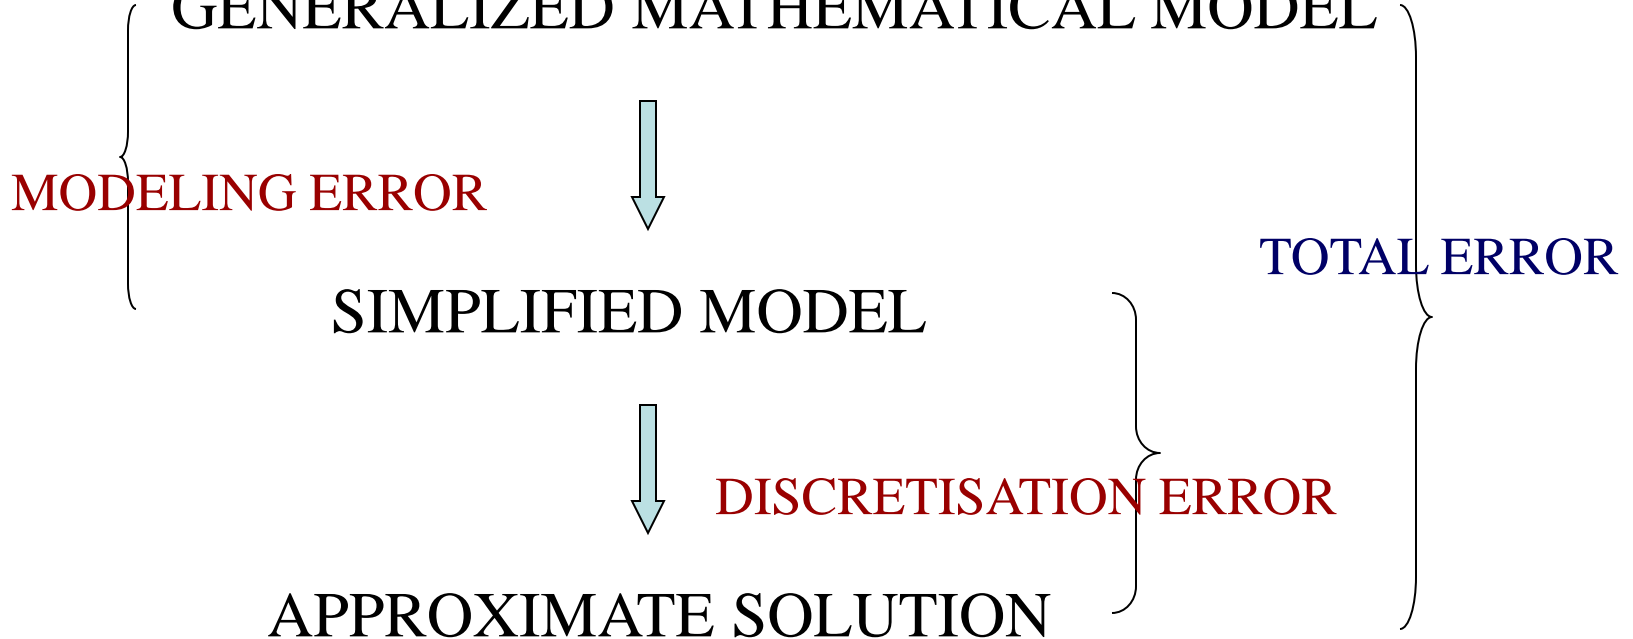 GENERALIZED MATHEMATICAL MODEL
MODELING ERROR
TOTAL ERROR
SIMPLIFIED MODEL
DISCRETISATION ERROR
APPROXIMATE SOLUTION